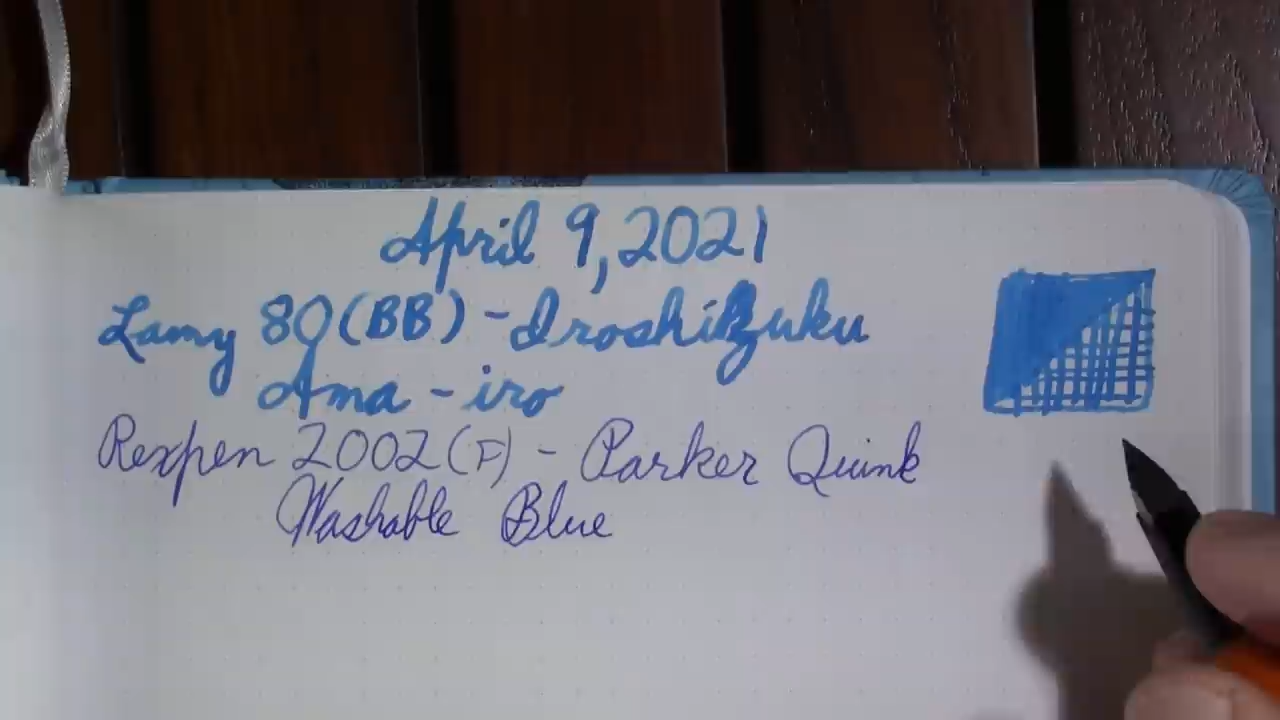 April 9, 2021
Lamy 80 (BB) - Iroshizuku
Ama-iro
Rexpen 2002 (F) - Parker Quink
Washable Blue